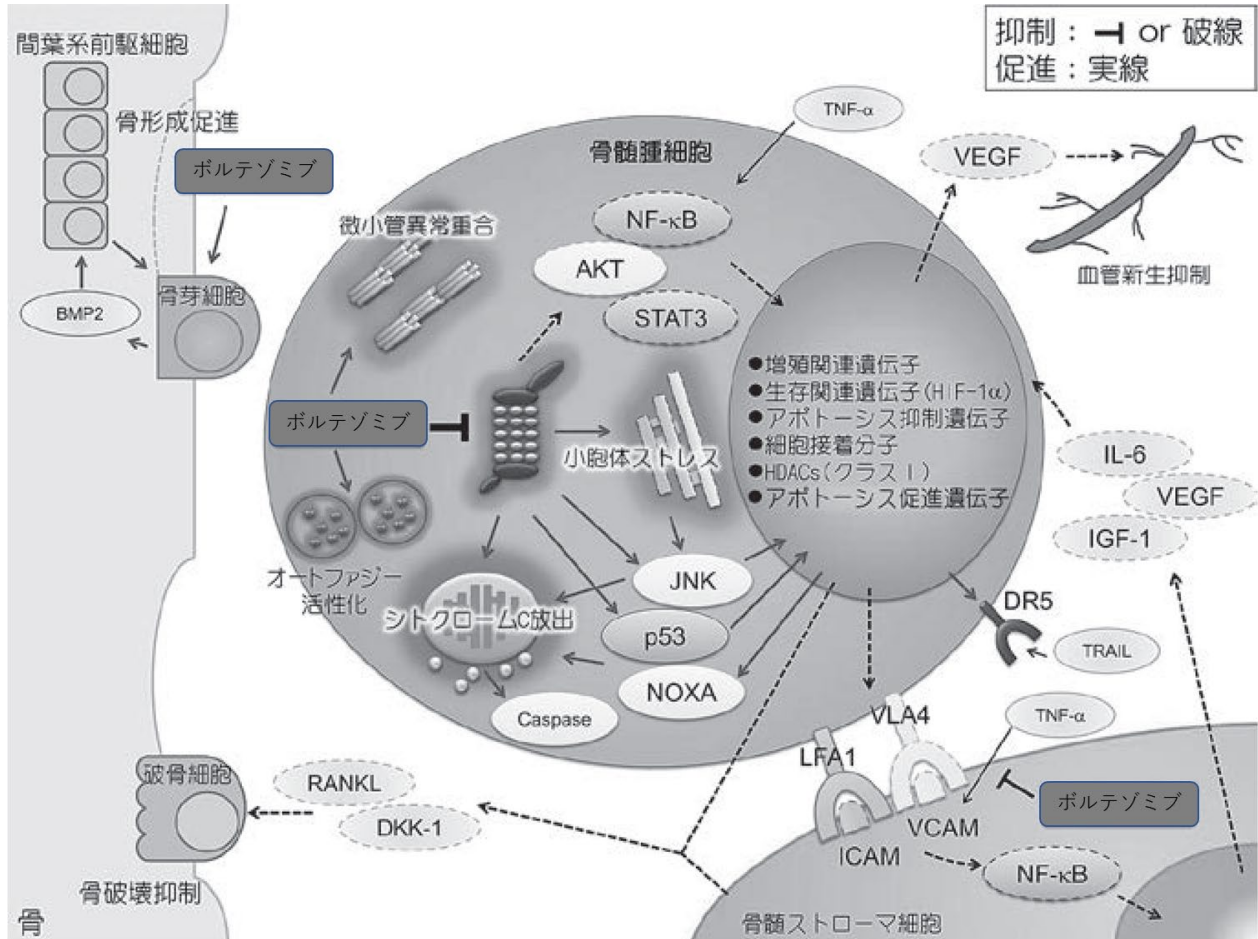 抑制： or 破線
促進：実線
間葉系前駆細胞
骨形成促進
ボルテゾミブ
骨芽細胞
BMP2
TNF-α
骨髄腫細胞
VEGF
血管新生抑制
微小管異常重合
NF-κB
AKT
STAT3
ボルテゾミブ
小胞体ストレス
●増殖関連遺伝子
●生存関連遺伝子(HIF-1α)
●アポトーシス抑制遺伝子
●細胞接着分子
●HDACs(クラスⅠ)
●アポトーシス促進遺伝子
IL-6
VEGF
IGF-1
オートファジー
活性化
シトクロームC放出
JNK
p53
NOXA
Caspase
DR5
TRAIL
TNF-α
VLA4
LFA1
ボルテゾミブ
VCAM
ICAM
NF-κB
骨髄ストローマ細胞
破骨細胞
RANKL
DKK-1
骨破壊抑制
骨